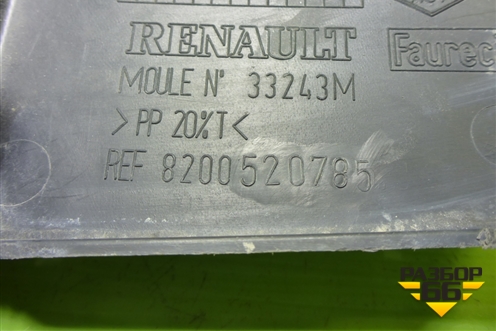 RENAULT
Faurec
MOULE N° 33243M
>PP 20%T<
REF 8200520785
РАЗБОР
66